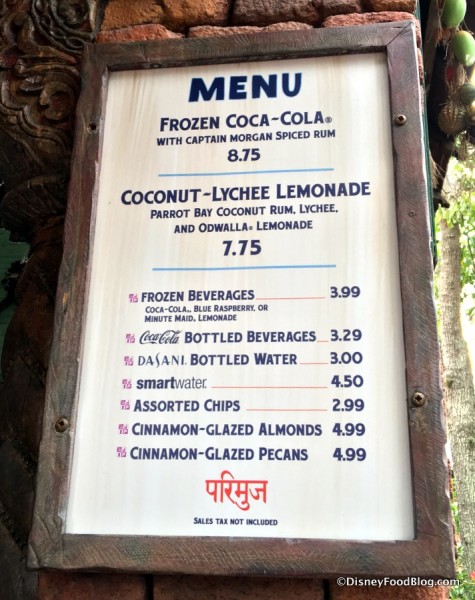 MENU
FROZEN COCA-COLA®
WITH CAPTAIN MORGAN SPICED RUM
8.75
COCONUT-LYCHEE LEMONADE
PARROT BAY COCONUT RUM, LYCHEE,
AND ODWALLA® LEMONADE
7.75
FROZEN BEVERAGES 3.99
COCA-COLA®, BLUE RASPBERRY, OR
MINUTE MAID® LEMONADE
Coca-Cola BOTTLED BEVERAGES 3.29
DASANI® BOTTLED WATER 3.00
smartwater® 4.50
ASSORTED CHIPS 2.99
CINNAMON-GLAZED ALMONDS 4.99
CINNAMON-GLAZED PECANS 4.99
परिमुज
SALES TAX NOT INCLUDED
©DisneyFoodBlog.com